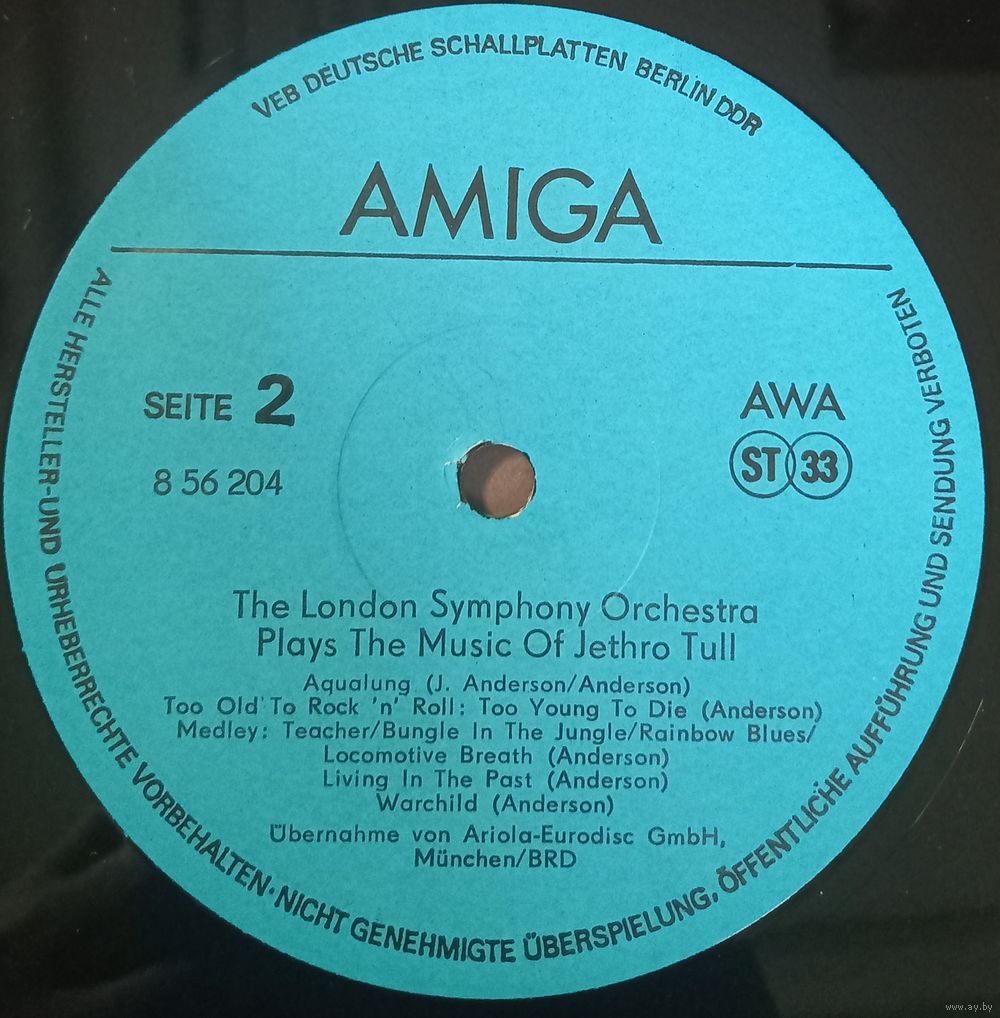 VEB DEUTSCHE SCHALLPLATTEN BERLIN DDR
AMIGA
SEITE 2
8 56 204
AWA
ST 33
The London Symphony Orchestra
Plays The Music Of Jethro Tull
Aqualung (J. Anderson/Anderson)
Too Old To Rock 'n' Roll: Too Young To Die (Anderson)
Medley: Teacher/Bungle In The Jungle/Rainbow Blues/
Locomotive Breath (Anderson)
Living In The Past (Anderson)
Warchild (Anderson)
Übernahme von Ariola-Eurodisc GmbH,
München/BRD
ALLE HERSTELLER-UND URHEBERRECHTE VORBEHALTEN·NICHT GENEHMIGTE ÜBERSPIELUNG, ÖFFENTLICHE AUFFÜHRUNG UND SENDUNG VERBOTEN
www.ay.by